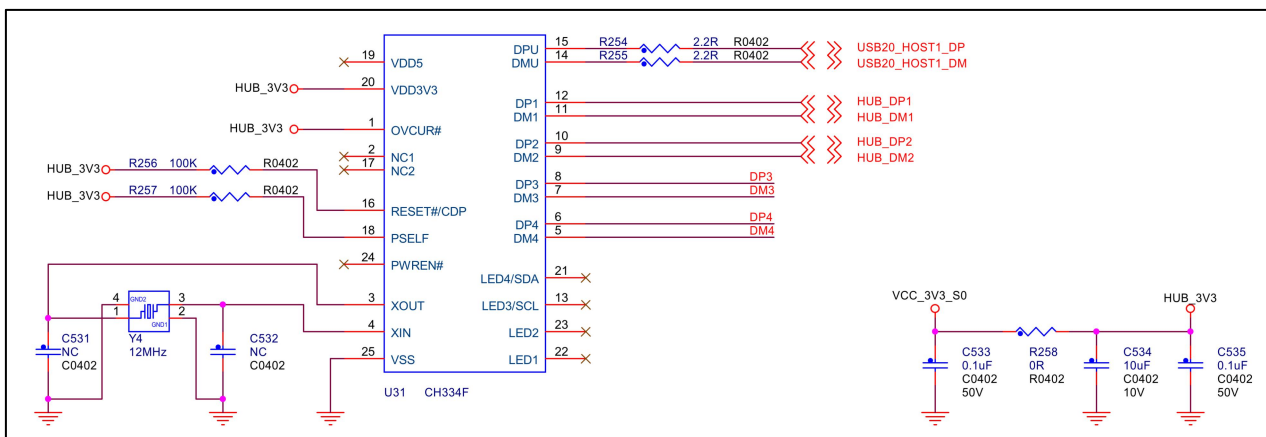 15 R254 2.2R R0402 USB20_HOST1_DP
14 R255 2.2R R0402 USB20_HOST1_DM
DPU
DMU
19 VDD5
HUB_3V3 20 VDD3V3
12 DP1 HUB_DP1
11 DM1 HUB_DM1
HUB_3V3 1 OVCUR#
10 DP2 HUB_DP2
9 DM2 HUB_DM2
2 NC1
17 NC2
HUB_3V3 R256 100K R0402
HUB_3V3 R257 100K R0402
8 DP3 DP3
7 DM3 DM3
16 RESET#/CDP
18 PSELF
6 DP4 DP4
5 DM4 DM4
24 PWREN#
21 LED4/SDA
3 XOUT
13 LED3/SCL
4 XIN
23 LED2
25 VSS
22 LED1
U31 CH334F
4 GND2 3
1 GND1 2
Y4
12MHz
C531
NC
C0402
C532
NC
C0402
VCC_3V3_S0
HUB_3V3
C533
0.1uF
C0402
50V
R258
0R
R0402
C534
10uF
C0402
10V
C535
0.1uF
C0402
50V